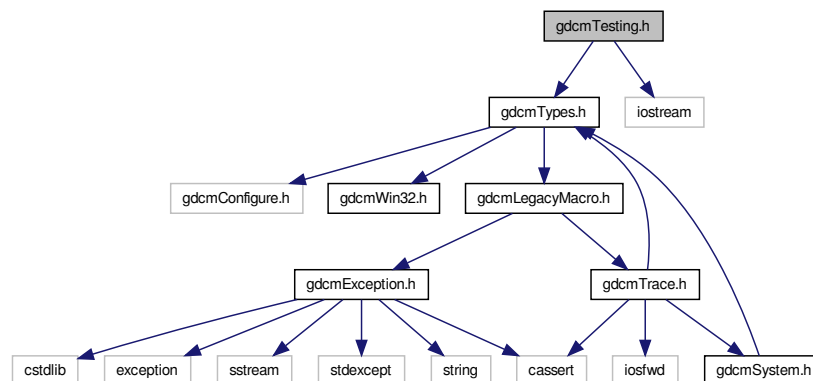 gdcmTesting.h
gdcmTypes.h
iostream
gdcmConfigure.h
gdcmWin32.h
gdcmLegacyMacro.h
gdcmException.h
gdcmTrace.h
cstdlib
exception
sstream
stdexcept
string
cassert
iosfwd
gdcmSystem.h